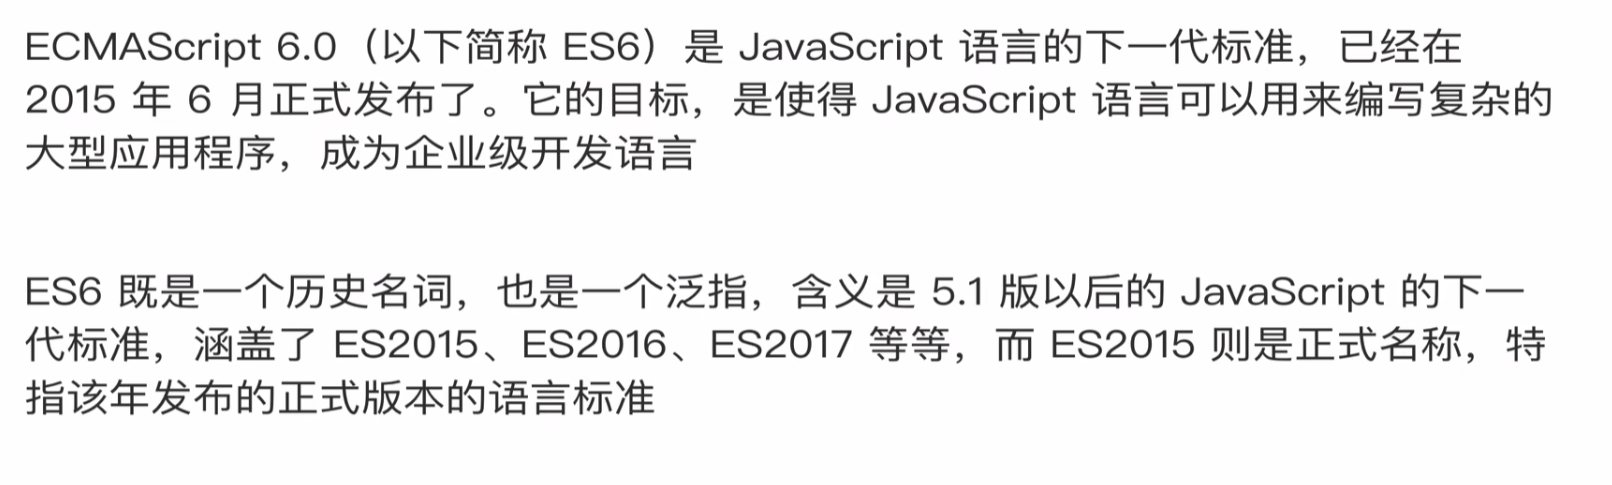 ECMAScript 6.0（以下简称 ES6）是 JavaScript 语言的下一代标准，已经在
2015 年 6 月正式发布了。它的目标，是使得 JavaScript 语言可以用来编写复杂的
大型应用程序，成为企业级开发语言
ES6 既是一个历史名词，也是一个泛指，含义是 5.1 版以后的 JavaScript 的下一
代标准，涵盖了 ES2015、ES2016、ES2017 等等，而 ES2015 则是正式名称，特
指该年发布的正式版本的语言标准